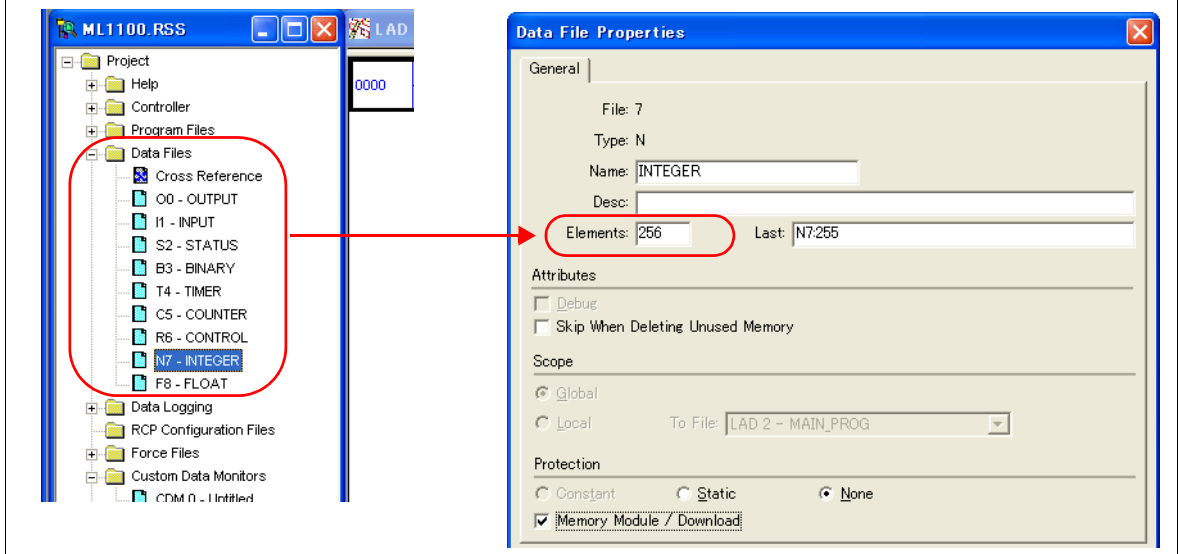 ML1100.RSS
LAD
Project
Help
Controller
Program Files
Data Files
Cross Reference
O0 - OUTPUT
I1 - INPUT
S2 - STATUS
B3 - BINARY
T4 - TIMER
C5 - COUNTER
R6 - CONTROL
N7 - INTEGER
F8 - FLOAT
Data Logging
RCP Configuration Files
Force Files
Custom Data Monitors
CDM 0 - Untitled
0000
Data File Properties
General
File: 7
Type: N
Name: INTEGER
Desc:
Elements: 256 Last: N7:255
Attributes
Debug
Skip When Deleting Unused Memory
Scope
Global
Local To File: LAD 2 - MAIN_PROG
Protection
Constant Static None
Memory Module / Download